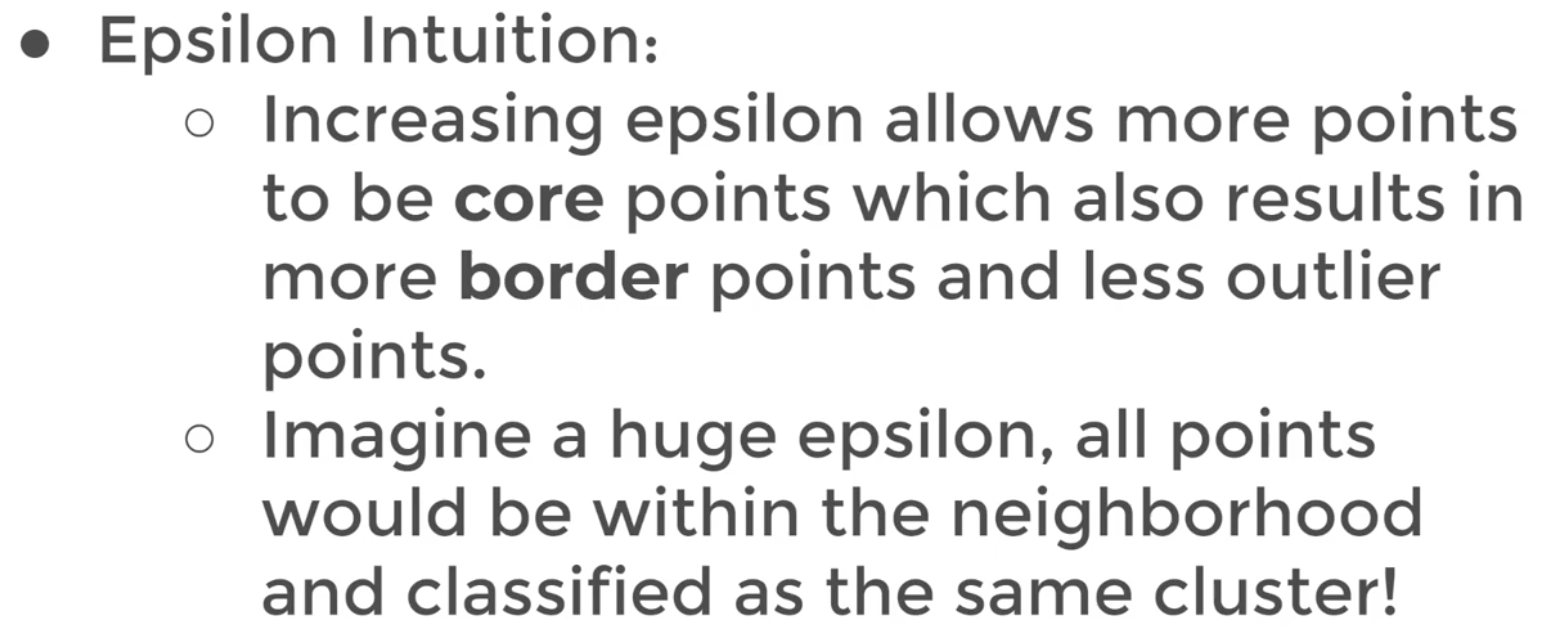 ● Epsilon Intuition:
○ Increasing epsilon allows more points
to be core points which also results in
more border points and less outlier
points.
○ Imagine a huge epsilon, all points
would be within the neighborhood
and classified as the same cluster!